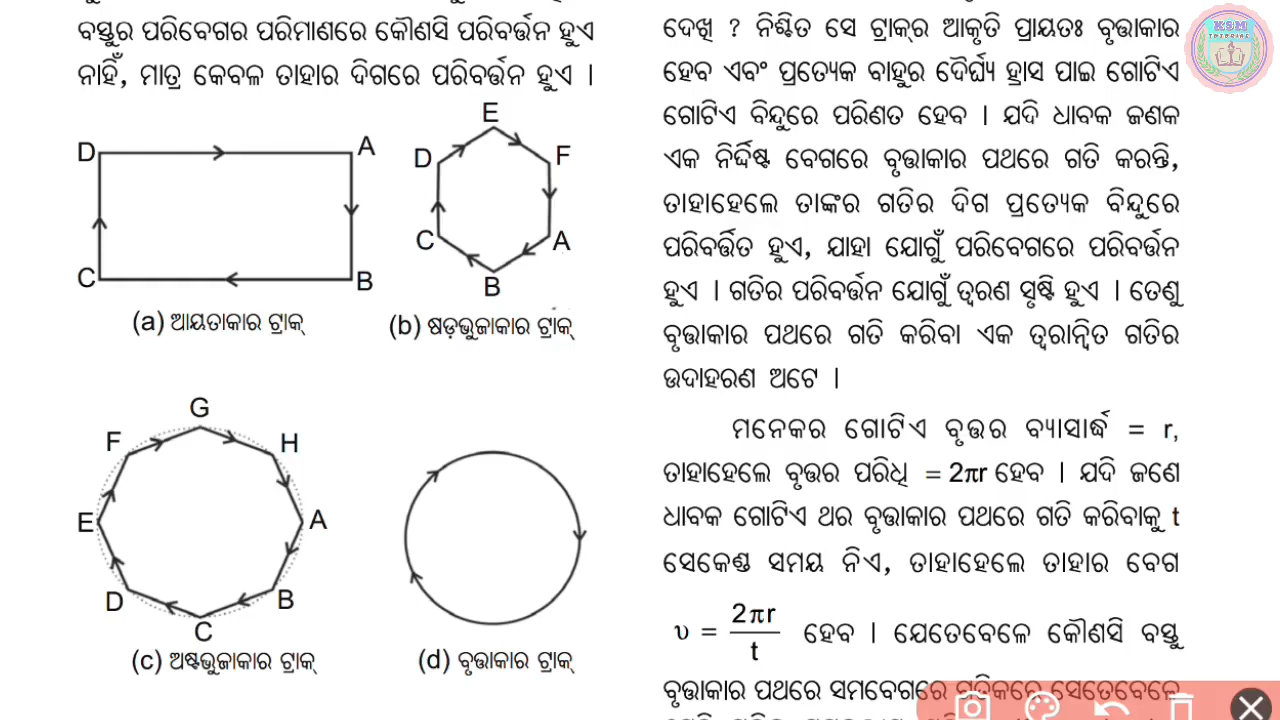 ବସ୍ତୁର ପରିବେଗର ପରିମାଣରେ କୌଣସି ପରିବର୍ତ୍ତନ ହୁଏ
ନାହିଁ, ମାତ୍ର କେବଳ ତାହାର ଦିଗରେ ପରିବର୍ତ୍ତନ ହୁଏ ।
D
A
C
B
(a) ଆୟତାକାର ଟ୍ରାକ୍
E
D
F
C
A
B
(b) ଷଡ଼ଭୁଜାକାର ଟ୍ରାକ୍
G
F
H
E
A
D
B
C
(c) ଅଷ୍ଟଭୁଜାକାର ଟ୍ରାକ୍
(d) ବୃତ୍ତାକାର ଟ୍ରାକ୍
ଦେଖି ? ନିଶ୍ଚିତ ସେ ଟ୍ରାକ୍‌ର ଆକୃତି ପ୍ରାୟତଃ ବୃତ୍ତାକାର
ହେବ ଏବଂ ପ୍ରତ୍ୟେକ ବାହୁର ଦୈର୍ଘ୍ୟ ହ୍ରାସ ପାଇ ଗୋଟିଏ
ଗୋଟିଏ ବିନ୍ଦୁରେ ପରିଣତ ହେବ । ଯଦି ଧାବକ ଜଣକ
ଏକ ନିର୍ଦ୍ଦିଷ୍ଟ ବେଗରେ ବୃତ୍ତାକାର ପଥରେ ଗତି କରନ୍ତି,
ତାହାହେଲେ ତାଙ୍କର ଗତିର ଦିଗ ପ୍ରତ୍ୟେକ ବିନ୍ଦୁରେ
ପରିବର୍ତ୍ତିତ ହୁଏ, ଯାହା ଯୋଗୁଁ ପରିବେଗରେ ପରିବର୍ତ୍ତନ
ହୁଏ । ଗତିର ପରିବର୍ତ୍ତନ ଯୋଗୁଁ ତ୍ୱରଣ ସୃଷ୍ଟି ହୁଏ । ତେଣୁ
ବୃତ୍ତାକାର ପଥରେ ଗତି କରିବା ଏକ ତ୍ୱରାନ୍ୱିତ ଗତିର
ଉଦାହରଣ ଅଟେ ।
ମନେକର ଗୋଟିଏ ବୃତ୍ତର ବ୍ୟାସାର୍ଦ୍ଧ = r,
ତାହାହେଲେ ବୃତ୍ତର ପରିଧି = 2πr ହେବ । ଯଦି ଜଣେ
ଧାବକ ଗୋଟିଏ ଥର ବୃତ୍ତାକାର ପଥରେ ଗତି କରିବାକୁ t
ସେକେଣ୍ଡ ସମୟ ନିଏ, ତାହାହେଲେ ତାହାର ବେଗ
υ = 2πr / t ହେବ । ଯେତେବେଳେ କୌଣସି ବସ୍ତୁ
ବୃତ୍ତାକାର ପଥରେ ସମବେଗରେ ଗତିକରେ ସେତେବେଳେ
KSM